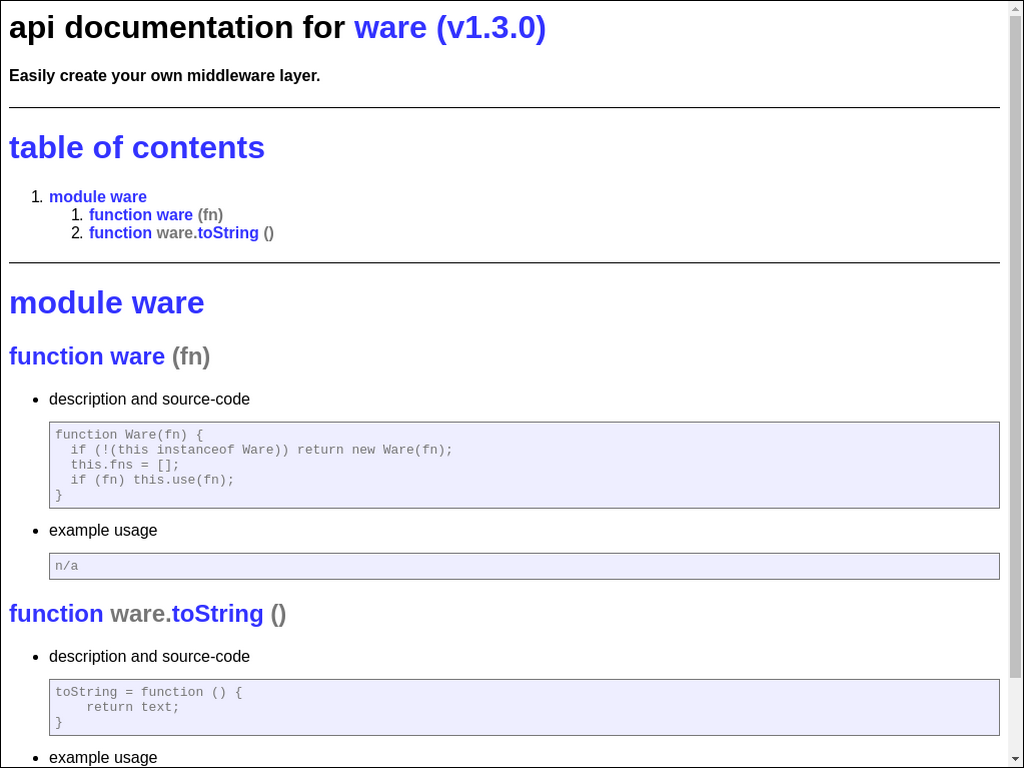 api documentation for ware (v1.3.0)
Easily create your own middleware layer.
table of contents
1. module ware
1. function ware (fn)
2. function ware.toString ()
module ware
function ware (fn)
• description and source-code
function Ware(fn) {
  if (!(this instanceof Ware)) return new Ware(fn);
  this.fns = [];
  if (fn) this.use(fn);
}
• example usage
n/a
function ware.toString ()
• description and source-code
toString = function () {
    return text;
}
• example usage